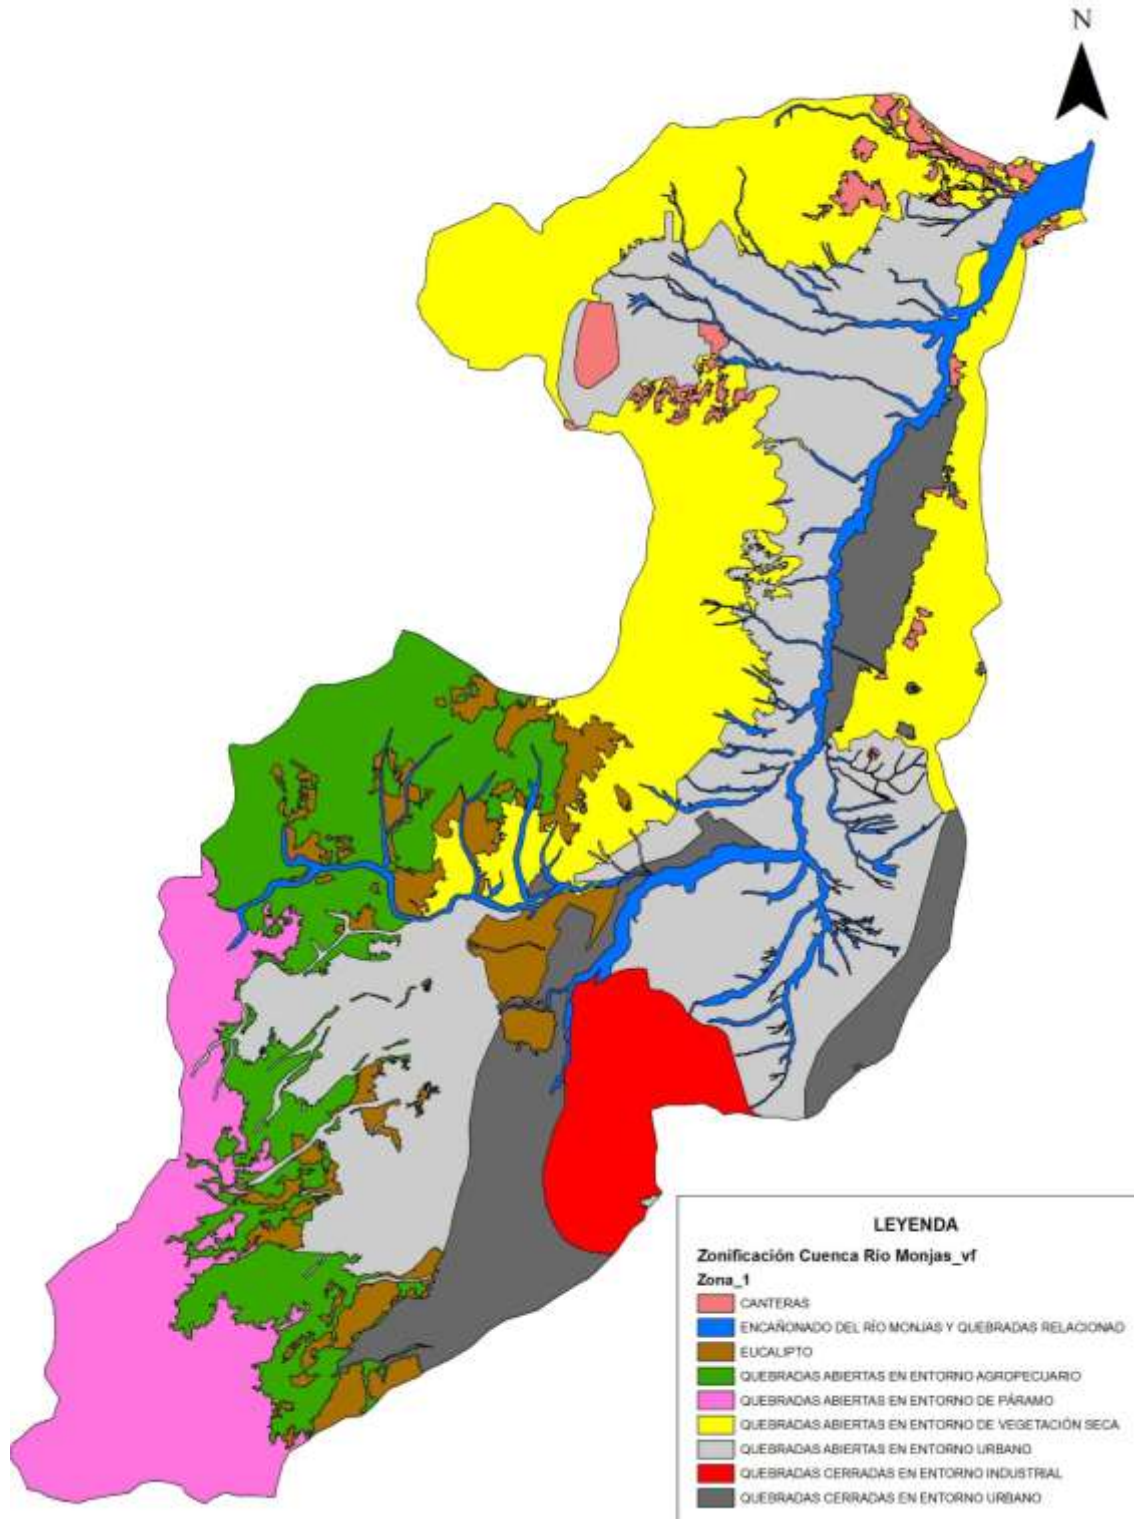 N
LEYENDA
Zonificación Cuenca Río Monjas_vf
Zona_1
CANTERAS
ENCAÑONADO DEL RÍO MONJAS Y QUEBRADAS RELACIONAD
EUCALIPTO
QUEBRADAS ABIERTAS EN ENTORNO AGROPECUARIO
QUEBRADAS ABIERTAS EN ENTORNO DE PÁRAMO
QUEBRADAS ABIERTAS EN ENTORNO DE VEGETACIÓN SECA
QUEBRADAS ABIERTAS EN ENTORNO URBANO
QUEBRADAS CERRADAS EN ENTORNO INDUSTRIAL
QUEBRADAS CERRADAS EN ENTORNO URBANO